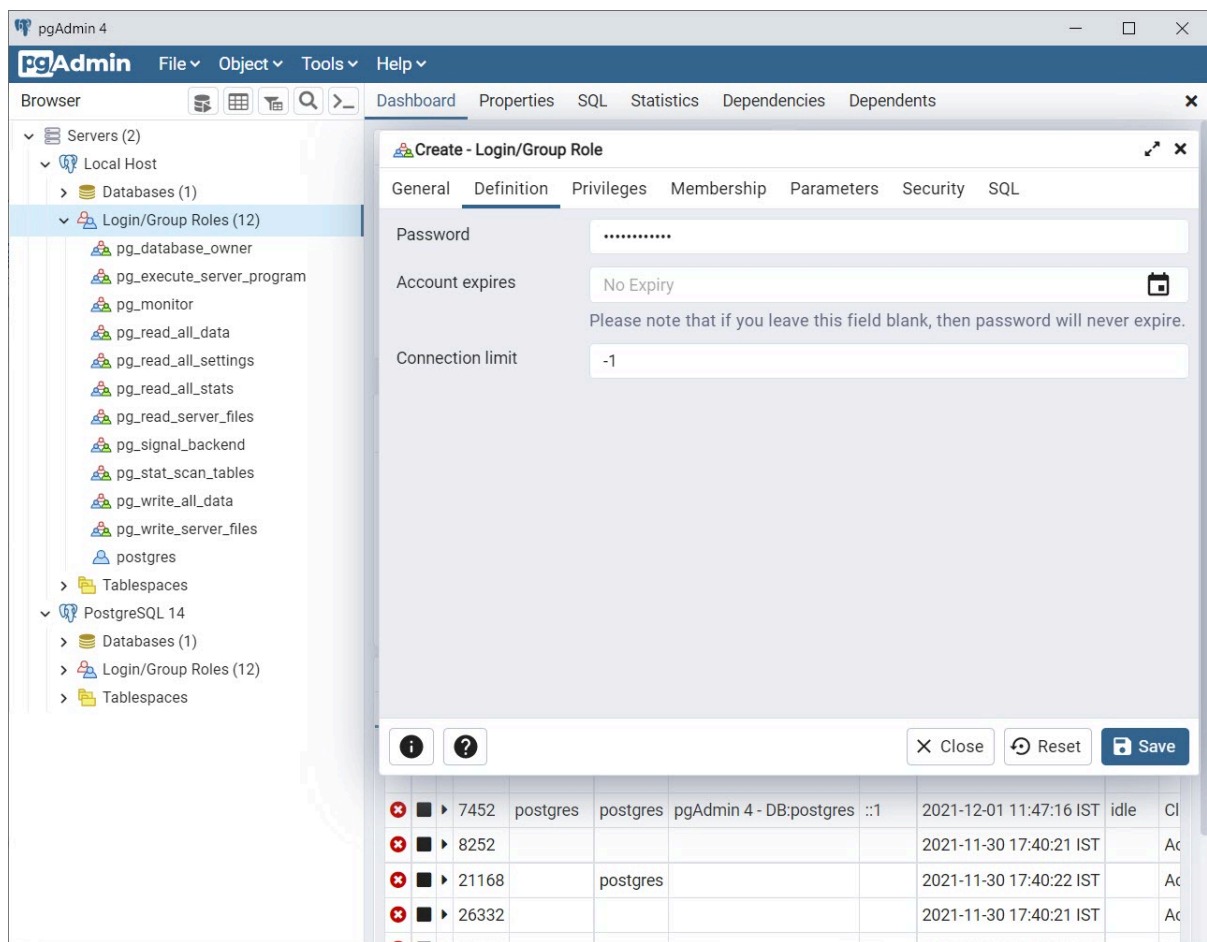 pgAdmin 4
pgAdmin File Object Tools Help
Browser
Dashboard Properties SQL Statistics Dependencies Dependents
Servers (2)
Local Host
Databases (1)
Login/Group Roles (12)
pg_database_owner
pg_execute_server_program
pg_monitor
pg_read_all_data
pg_read_all_settings
pg_read_all_stats
pg_read_server_files
pg_signal_backend
pg_stat_scan_tables
pg_write_all_data
pg_write_server_files
postgres
Tablespaces
PostgreSQL 14
Databases (1)
Login/Group Roles (12)
Tablespaces
Create - Login/Group Role
General Definition Privileges Membership Parameters Security SQL
Password ••••••••••••
Account expires No Expiry
Please note that if you leave this field blank, then password will never expire.
Connection limit -1
Close Reset Save
7452 postgres postgres pgAdmin 4 - DB:postgres ::1 2021-12-01 11:47:16 IST idle Cl
8252 2021-11-30 17:40:21 IST Ac
21168 postgres 2021-11-30 17:40:22 IST Ac
26332 2021-11-30 17:40:21 IST Ac